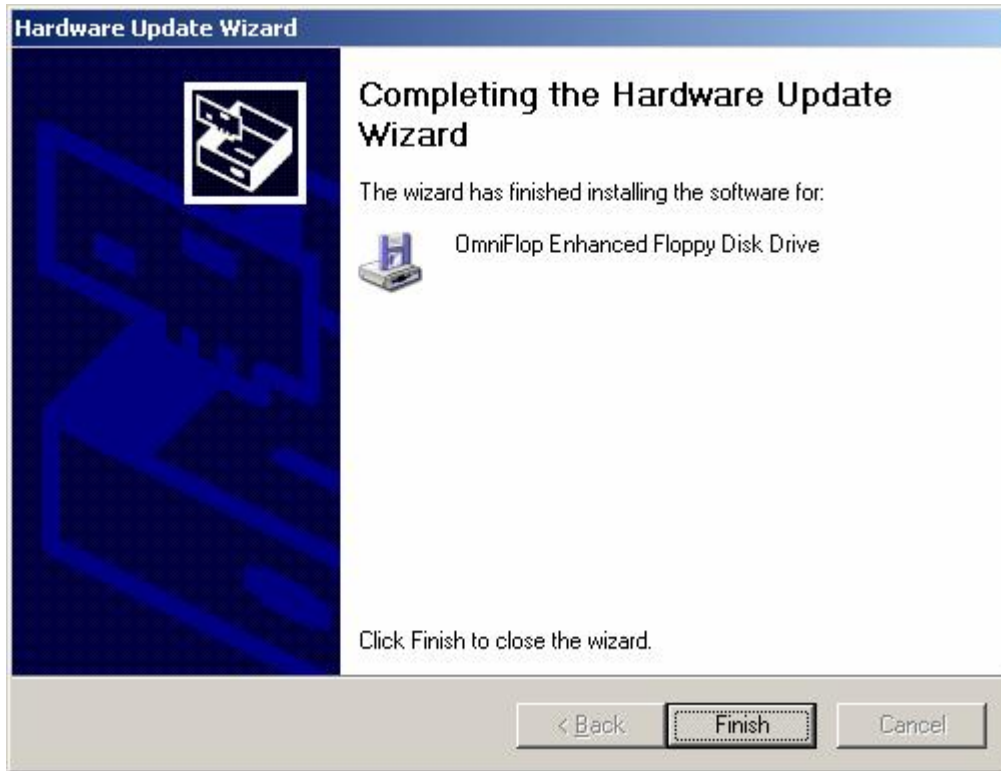 Hardware Update Wizard
Completing the Hardware Update
Wizard
The wizard has finished installing the software for:
OmniFlop Enhanced Floppy Disk Drive
Click Finish to close the wizard.
< Back
Finish
Cancel